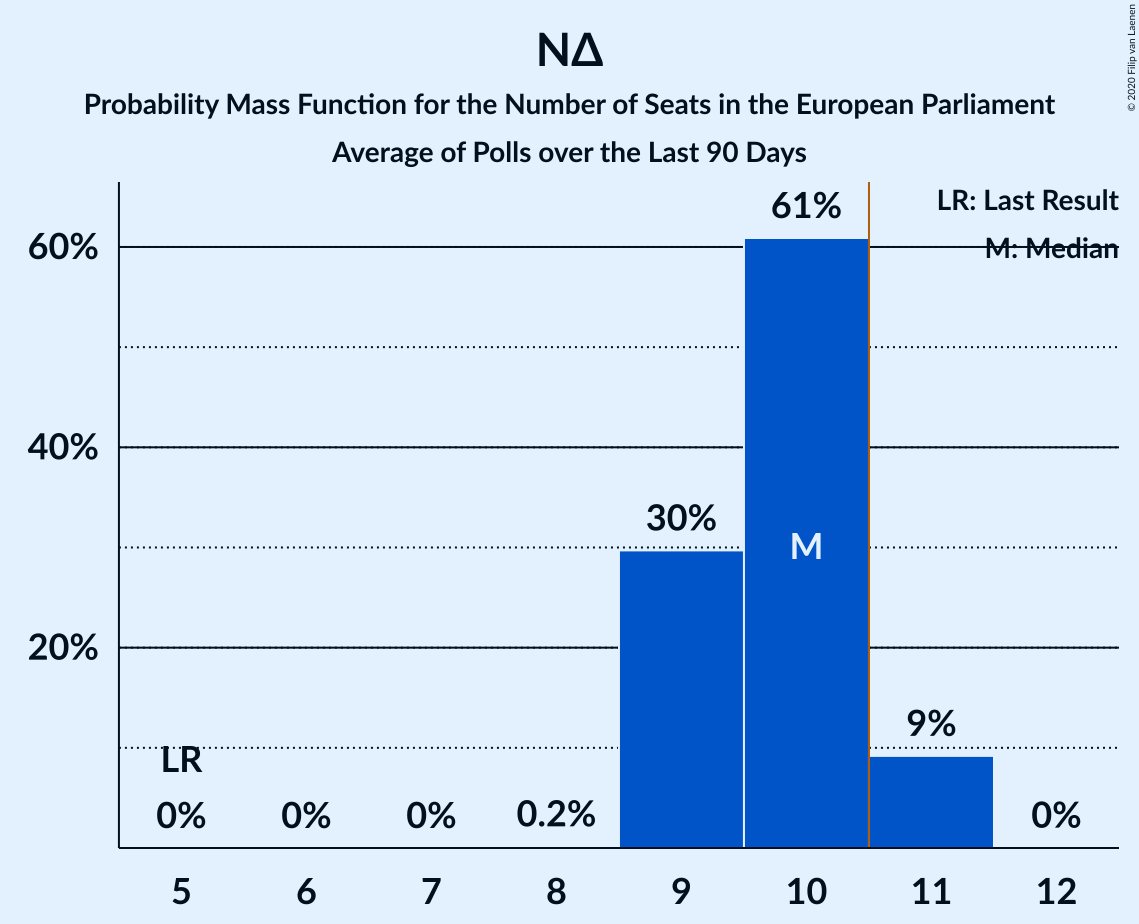 © 2020 Filip van Laenen
ΝΔ
Probability Mass Function for the Number of Seats in the European Parliament
Average of Polls over the Last 90 Days
LR: Last Result
M: Median
60%
40%
20%
LR
0%
0%
0%
0.2%
30%
61%
M
9%
0%
5 6 7 8 9 10 11 12